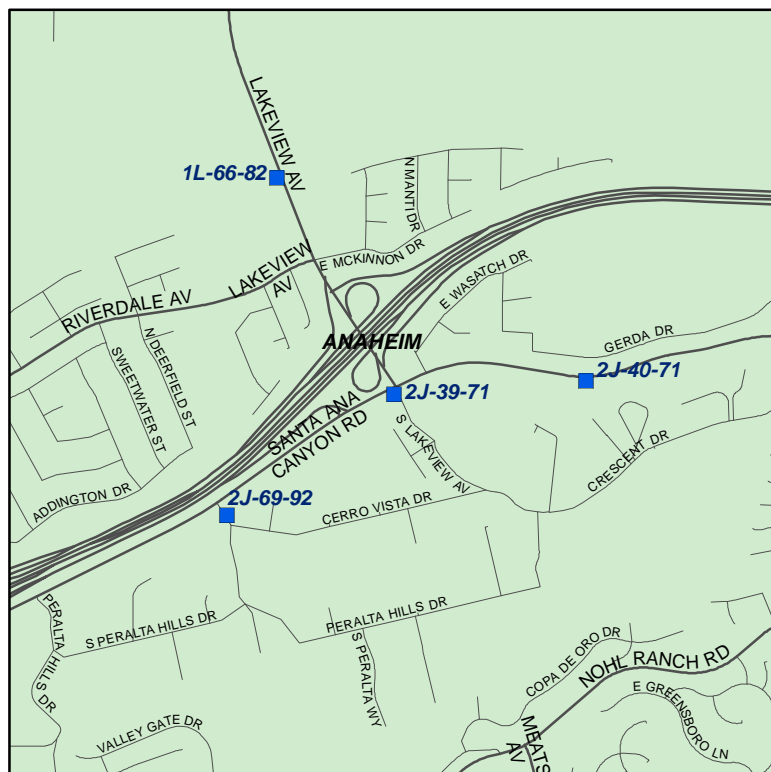 LAKEVIEW AV
1L-66-82
N MANTI DR
E MCKINNON DR
LAKEVIEW
AV
E WASATCH DR
RIVERDALE AV
ANAHEIM
GERDA DR
N DEERFIELD ST
SWEETWATER ST
2J-40-71
2J-39-71
SANTA ANA
CANYON RD
S LAKEVIEW AV
CRESCENT DR
ADDINGTON DR
2J-69-92
CERRO VISTA DR
PERALTA HILLS DR
S PERALTA HILLS DR
PERALTA HILLS DR
S PERALTA WY
COPA DE ORO DR
NOHL RANCH RD
E GREENSBORO LN
VALLEY GATE DR
MEATS
AV